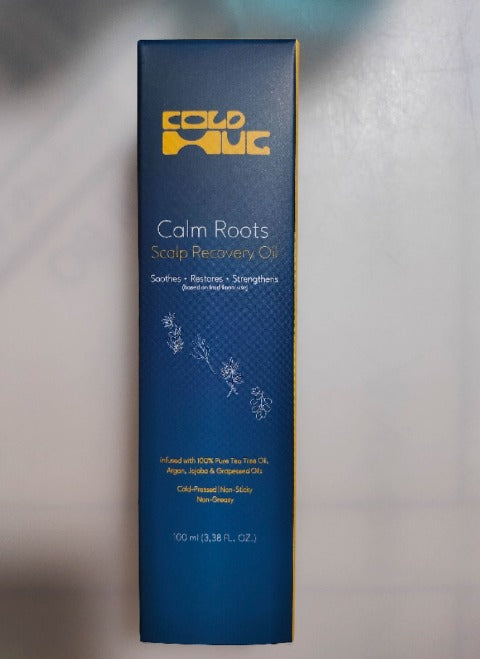 COLD
HUG
Calm Roots
Scalp Recovery Oil
Soothes • Restores • Strengthens
Infused with 100% Pure Tea Tree Oil,
Argan, Jojoba & Grapeseed Oils
Cold-Pressed | Non-Sticky
Non-Greasy
100 ml (3,38 FL. OZ.)